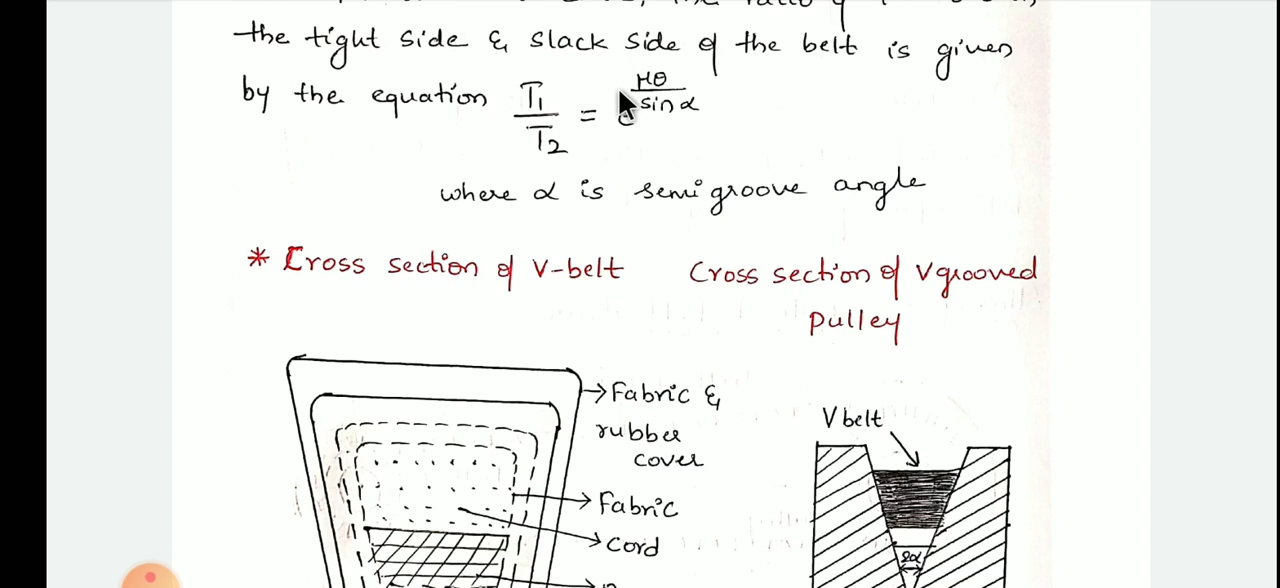 the tight side & slack side of the belt is given
by the equation T₁/T₂ = e^(μθ/sin α)
where α is semi groove angle
* Cross section of V-belt
Cross section of V grooved
pulley
Fabric &
rubber
cover
Fabric
Cord
V belt
2α